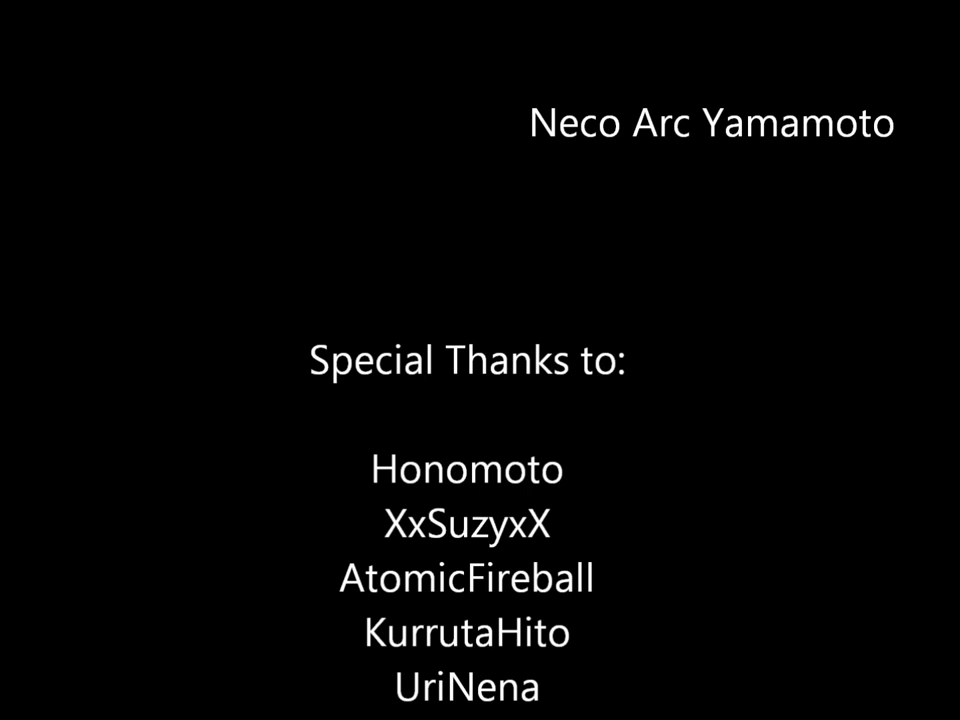 Neco Arc Yamamoto
Special Thanks to:
Honomoto
XxSuzyxX
AtomicFireball
KurrutaHito
UriNena